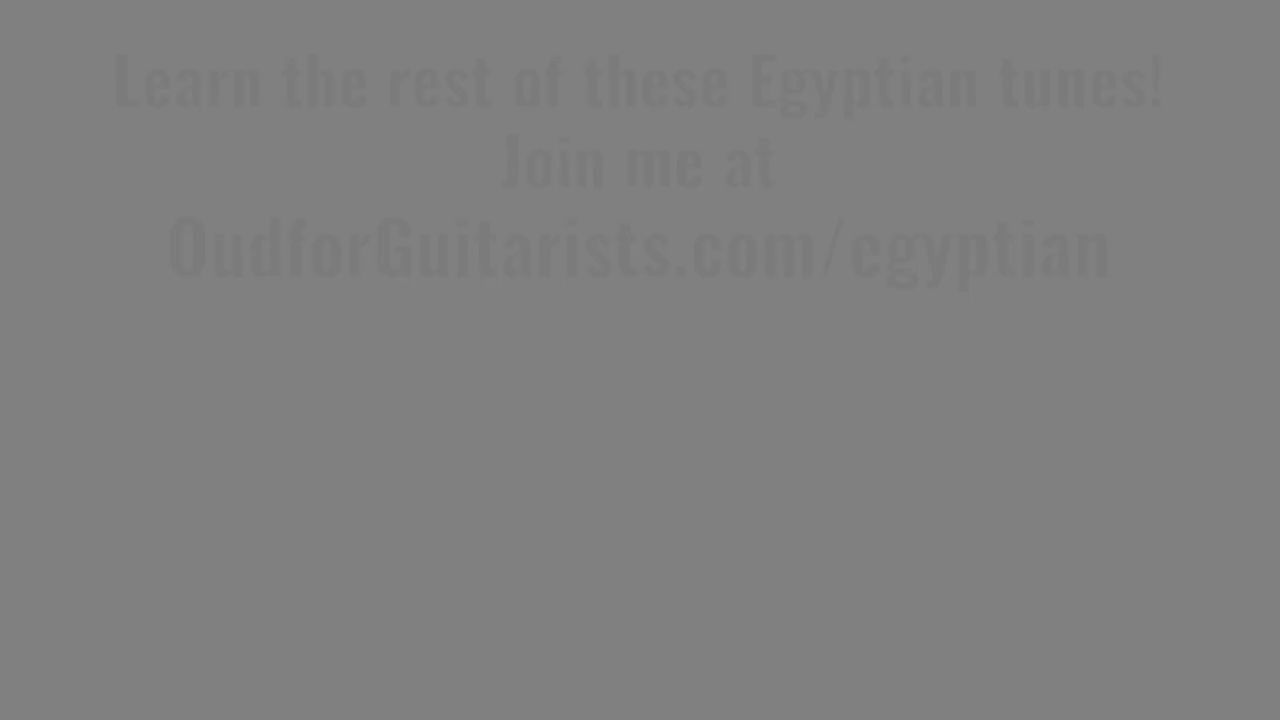 Learn the rest of these Egyptian tunes!
Join me at
OudforGuitarists.com/egyptian